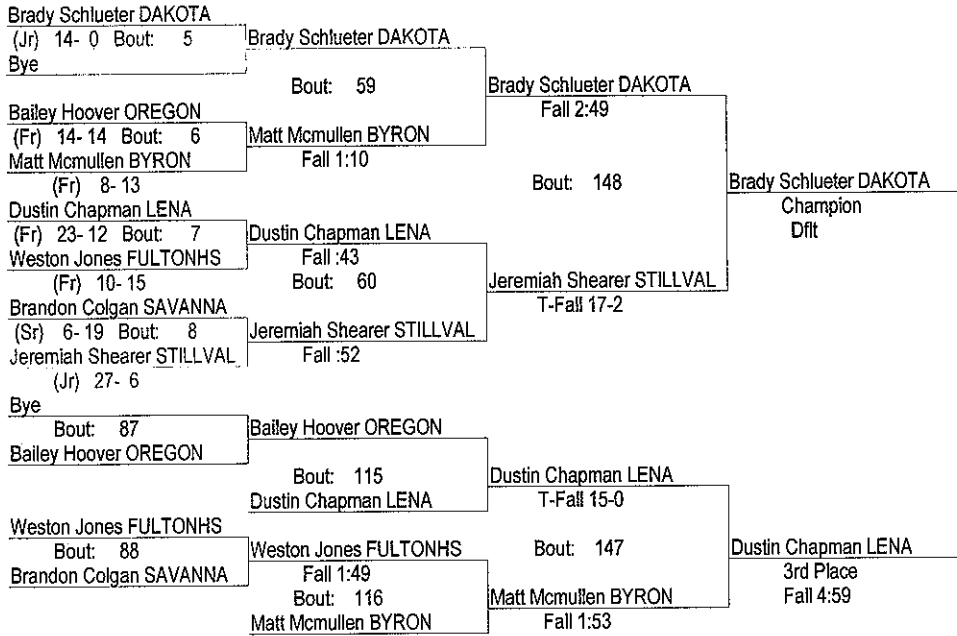 Brady Schlueter DAKOTA
(Jr) 14- 0 Bout: 5
Brady Schlueter DAKOTA
Bye
Bout: 59
Brady Schlueter DAKOTA
Fall 2:49
Bailey Hoover OREGON
(Fr) 14- 14 Bout: 6
Matt Mcmullen BYRON
Matt Mcmullen BYRON
Fall 1:10
(Fr) 8- 13
Bout: 148
Brady Schlueter DAKOTA
Champion
Dflt
Dustin Chapman LENA
(Fr) 23- 12 Bout: 7
Dustin Chapman LENA
Weston Jones FULTONHS
Fall :43
(Fr) 10- 15
Bout: 60
Jeremiah Shearer STILLVAL
T-Fall 17-2
Brandon Colgan SAVANNA
(Sr) 6- 19 Bout: 8
Jeremiah Shearer STILLVAL
Jeremiah Shearer STILLVAL
Fall :52
(Jr) 27- 6
Bye
Bout: 87
Bailey Hoover OREGON
Bailey Hoover OREGON
Bout: 115
Dustin Chapman LENA
Dustin Chapman LENA
T-Fall 15-0
Weston Jones FULTONHS
Bout: 88
Weston Jones FULTONHS
Bout: 147
Dustin Chapman LENA
Brandon Colgan SAVANNA
Fall 1:49
3rd Place
Bout: 116
Matt Mcmullen BYRON
Fall 4:59
Matt Mcmullen BYRON
Fall 1:53